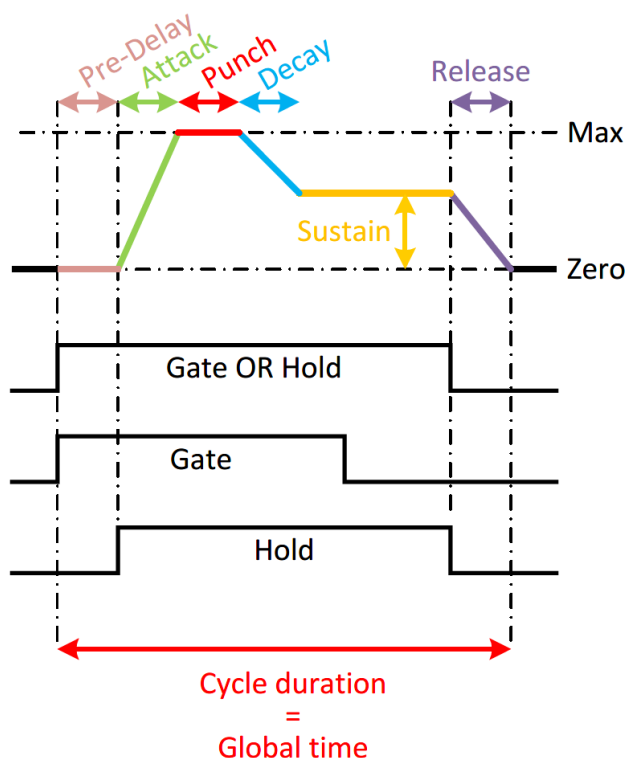 Pre-Delay
Attack
Punch
Decay
Release
Max
Sustain
Zero
Gate OR Hold
Gate
Hold
Cycle duration
=
Global time